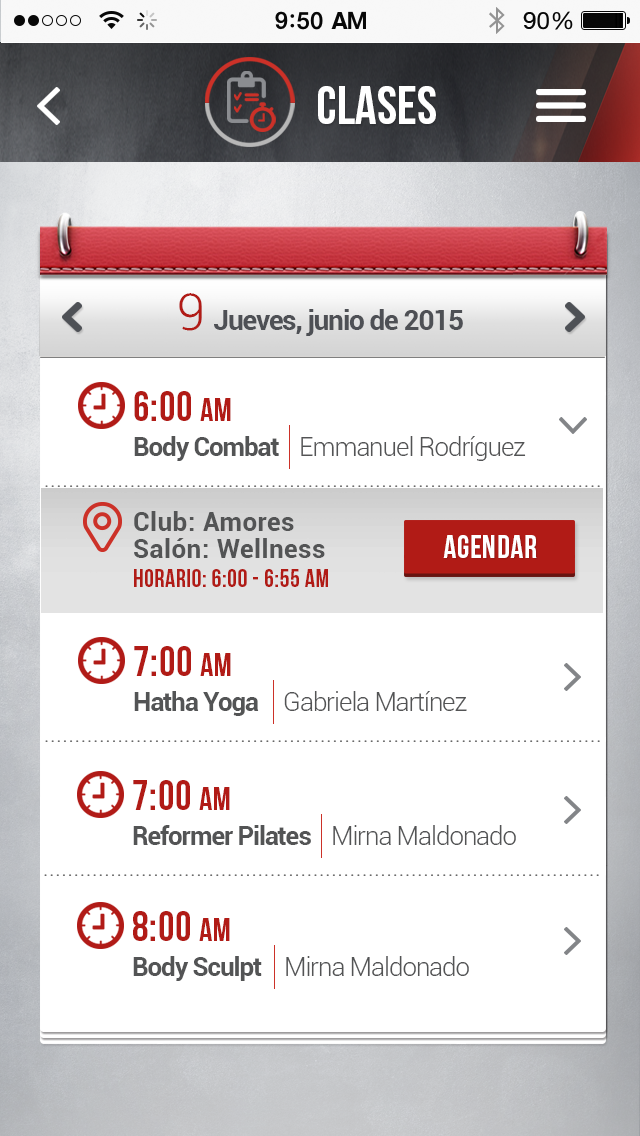 9:50 AM 90%
CLASES
9 Jueves, junio de 2015
6:00 AM
Body Combat Emmanuel Rodríguez
Club: Amores
Salón: Wellness
HORARIO: 6:00 - 6:55 AM
AGENDAR
7:00 AM
Hatha Yoga Gabriela Martínez
7:00 AM
Reformer Pilates Mirna Maldonado
8:00 AM
Body Sculpt Mirna Maldonado